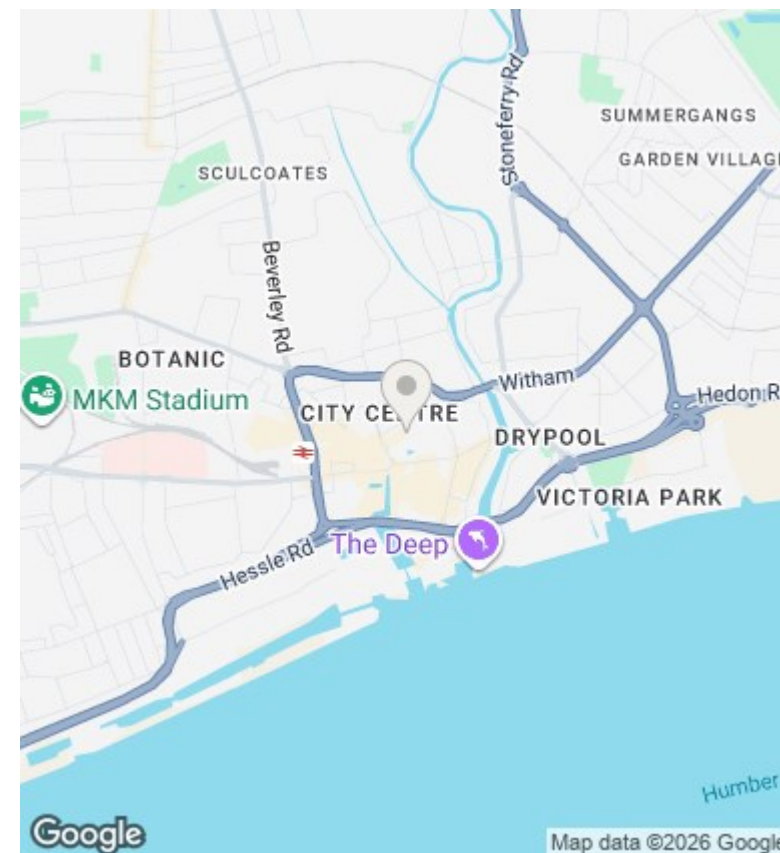 Stoneferry Rd
SUMMERGANGS
GARDEN VILLAGE
SCULCOATES
Beverley Rd
BOTANIC
MKM Stadium
Witham
CITY CENTRE
Hedon R
DRYPOOL
VICTORIA PARK
The Deep
Hessle Rd
Humber
Google
Map data ©2026 Google